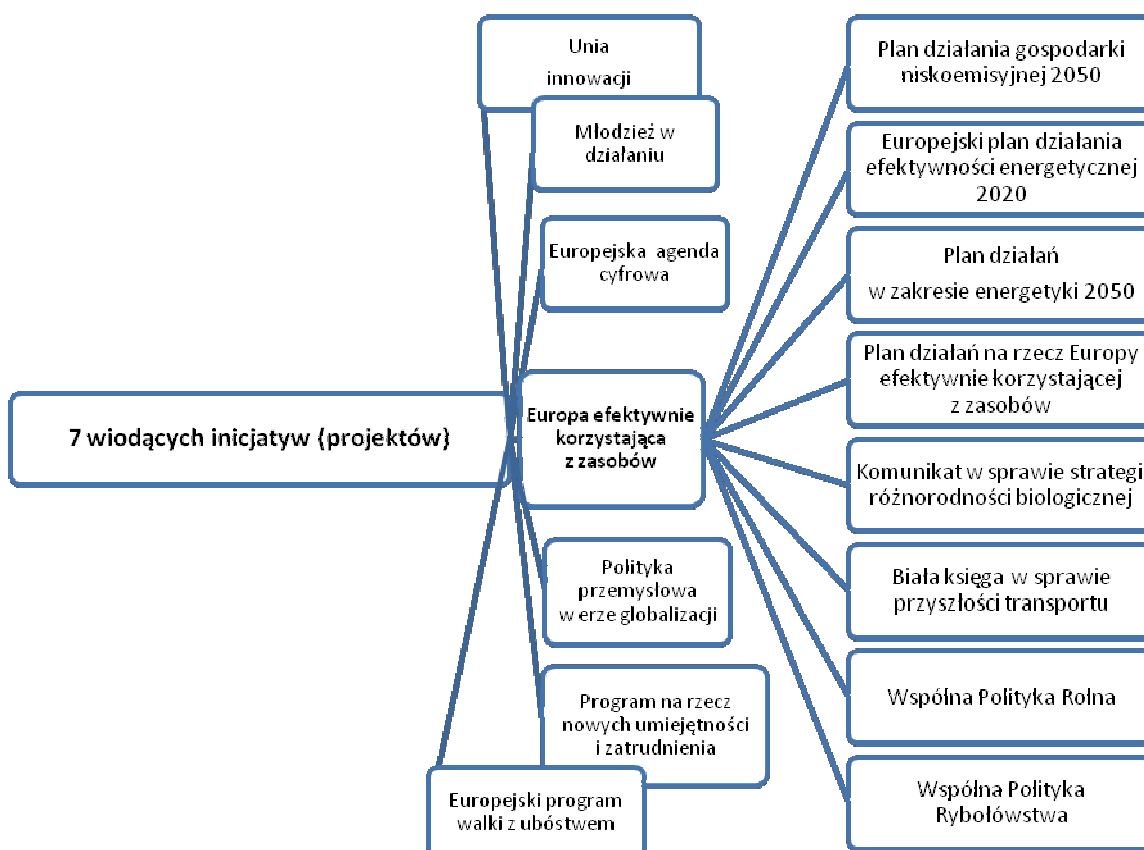 7 wiodących inicjatyw {projektów}
Unia
innowacji
Młodzież w
działaniu
Europejska agenda
cyfrowa
Europa efektywnie
korzystająca
z zasobów
Polityka
przemysłowa
w erze globalizacji
Program na rzecz
nowych umiejętności
i zatrudnienia
Europejski program
walki z ubóstwem
Plan działania gospodarki
niskoemisyjnej 2050
Europejski plan działania
efektywności energetycznej
2020
Plan działań
w zakresie energetyki 2050
Plan działań na rzecz Europy
efektywnie korzystającej
z zasobów
Komunikat w sprawie strategi
różnorodności biologicznej
Biała księga w sprawie
przyszłości transportu
Wspólna Polityka Rolna
Wspólna Polityka
Rybołówstwa